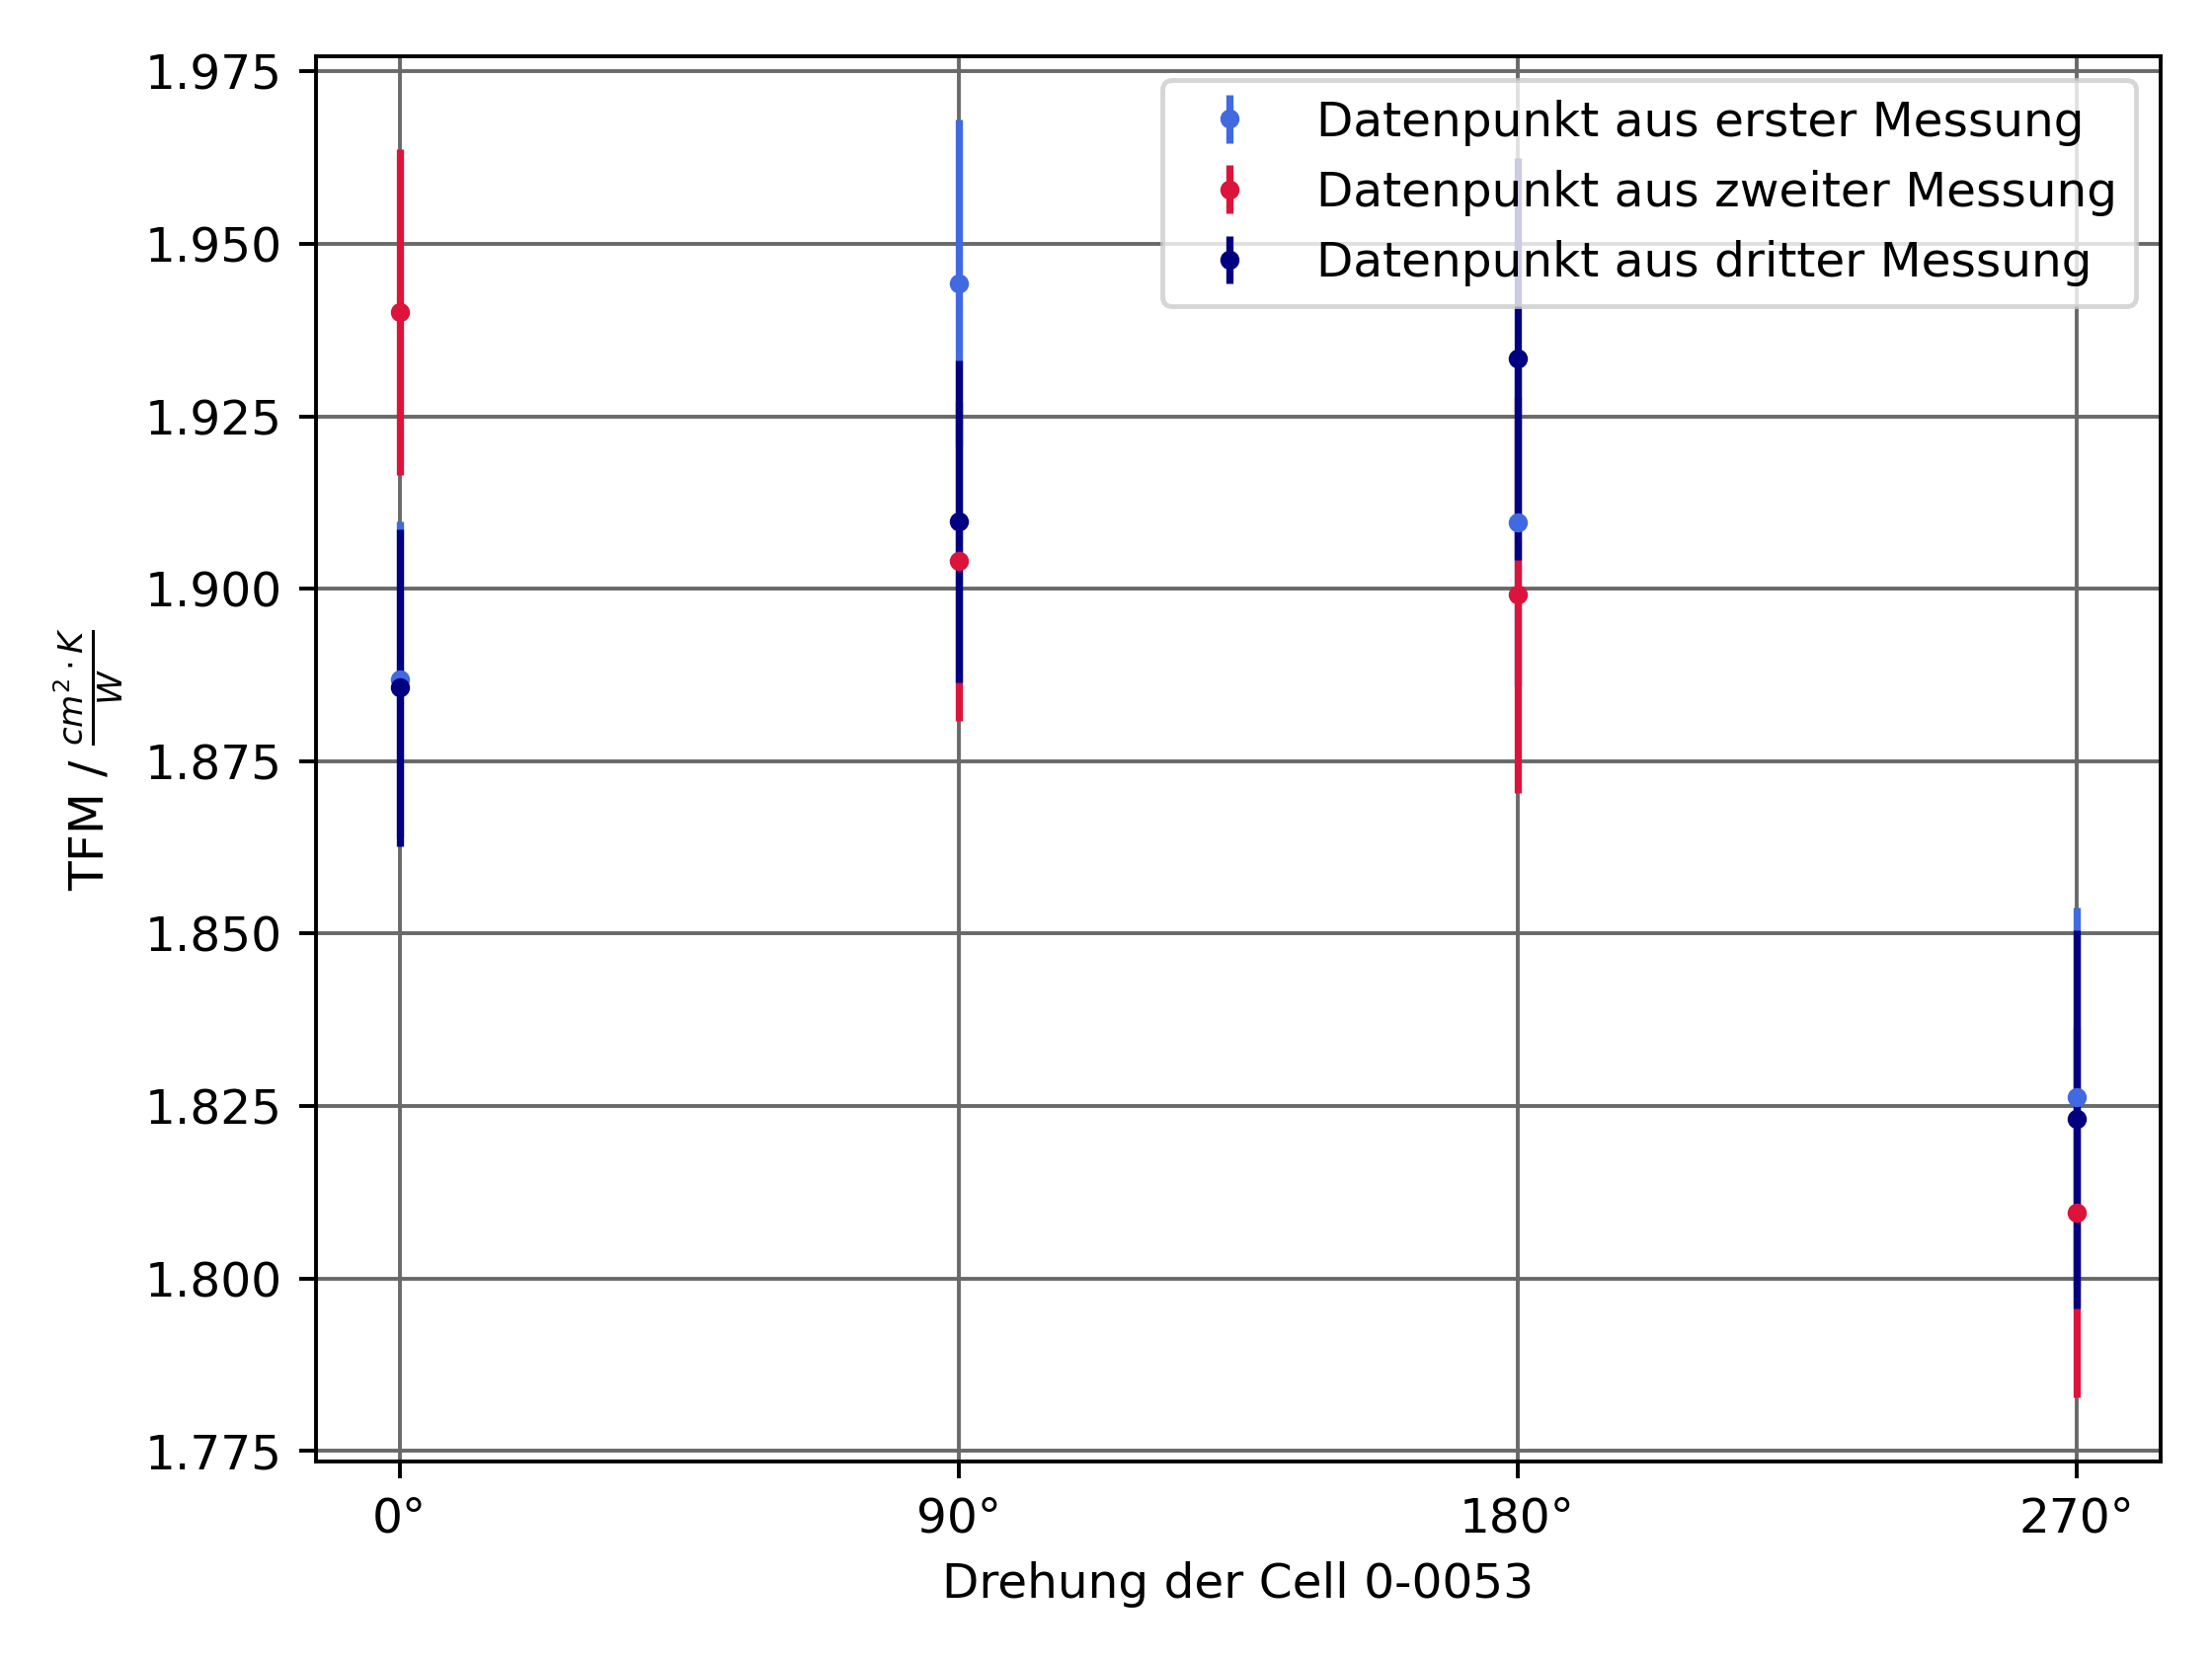 1.975
1.950
1.925
1.900
1.875
1.850
1.825
1.800
1.775
TFM / cm²·K
W
Datenpunkt aus erster Messung
Datenpunkt aus zweiter Messung
Datenpunkt aus dritter Messung
0° 90° 180° 270°
Drehung der Cell 0-0053